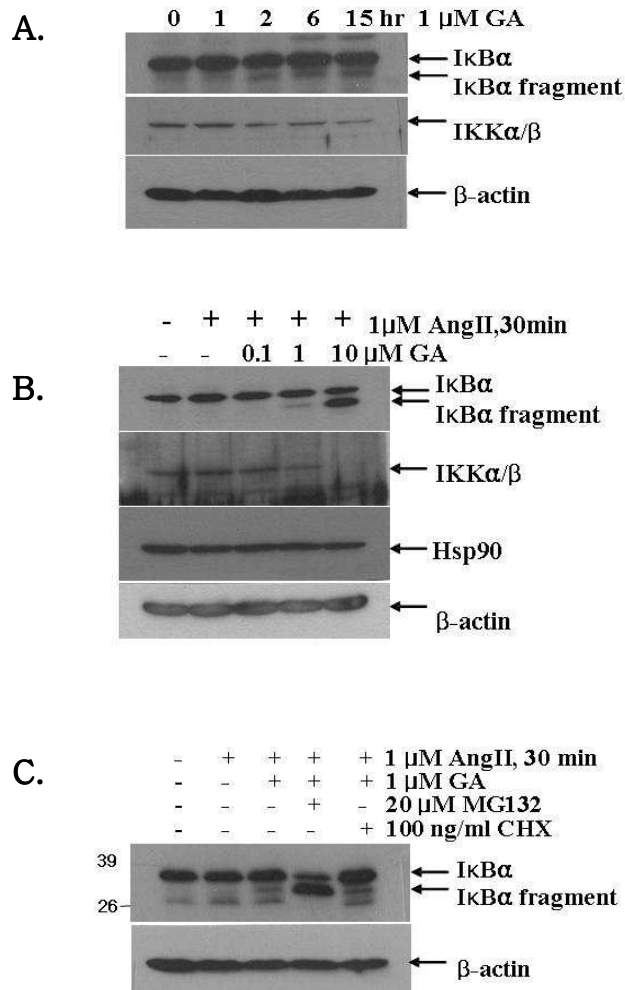 A.
0 1 2 6 15 hr 1 µM GA
IκBα
IκBα fragment
IKKα/β
β-actin
B.
- + + + + 1µM AngII,30min
- - 0.1 1 10 µM GA
IκBα
IκBα fragment
IKKα/β
Hsp90
β-actin
C.
- + + + + 1 µM AngII, 30 min
- - + + + 1 µM GA
- - - + - 20 µM MG132
- - - - + 100 ng/ml CHX
39
IκBα
IκBα fragment
26
β-actin